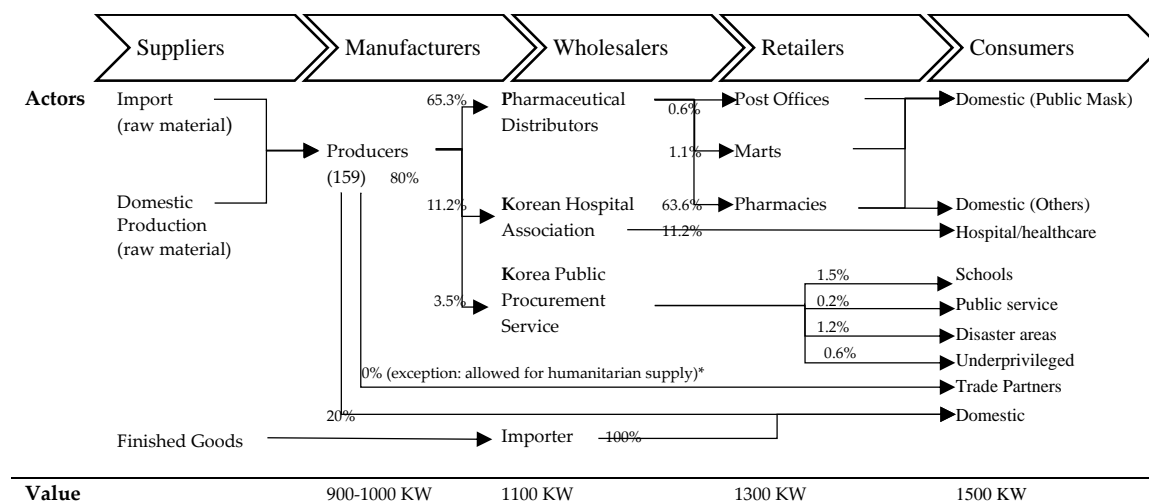 Suppliers Manufacturers Wholesalers Retailers Consumers
Actors Import 65.3% Pharmaceutical 0.6% Post Offices Domestic (Public Mask)
(raw material) Distributors
Producers 1.1% Marts
(159) 80%
Domestic 11.2% Korean Hospital 63.6% Pharmacies Domestic (Others)
Production Association 11.2% Hospital/healthcare
(raw material)
Korea Public 1.5% Schools
3.5% Procurement 0.2% Public service
Service 1.2% Disaster areas
0.6% Underprivileged
0% (exception: allowed for humanitarian supply)* Trade Partners
20% Domestic
Finished Goods Importer 100%
Value 900-1000 KW 1100 KW 1300 KW 1500 KW